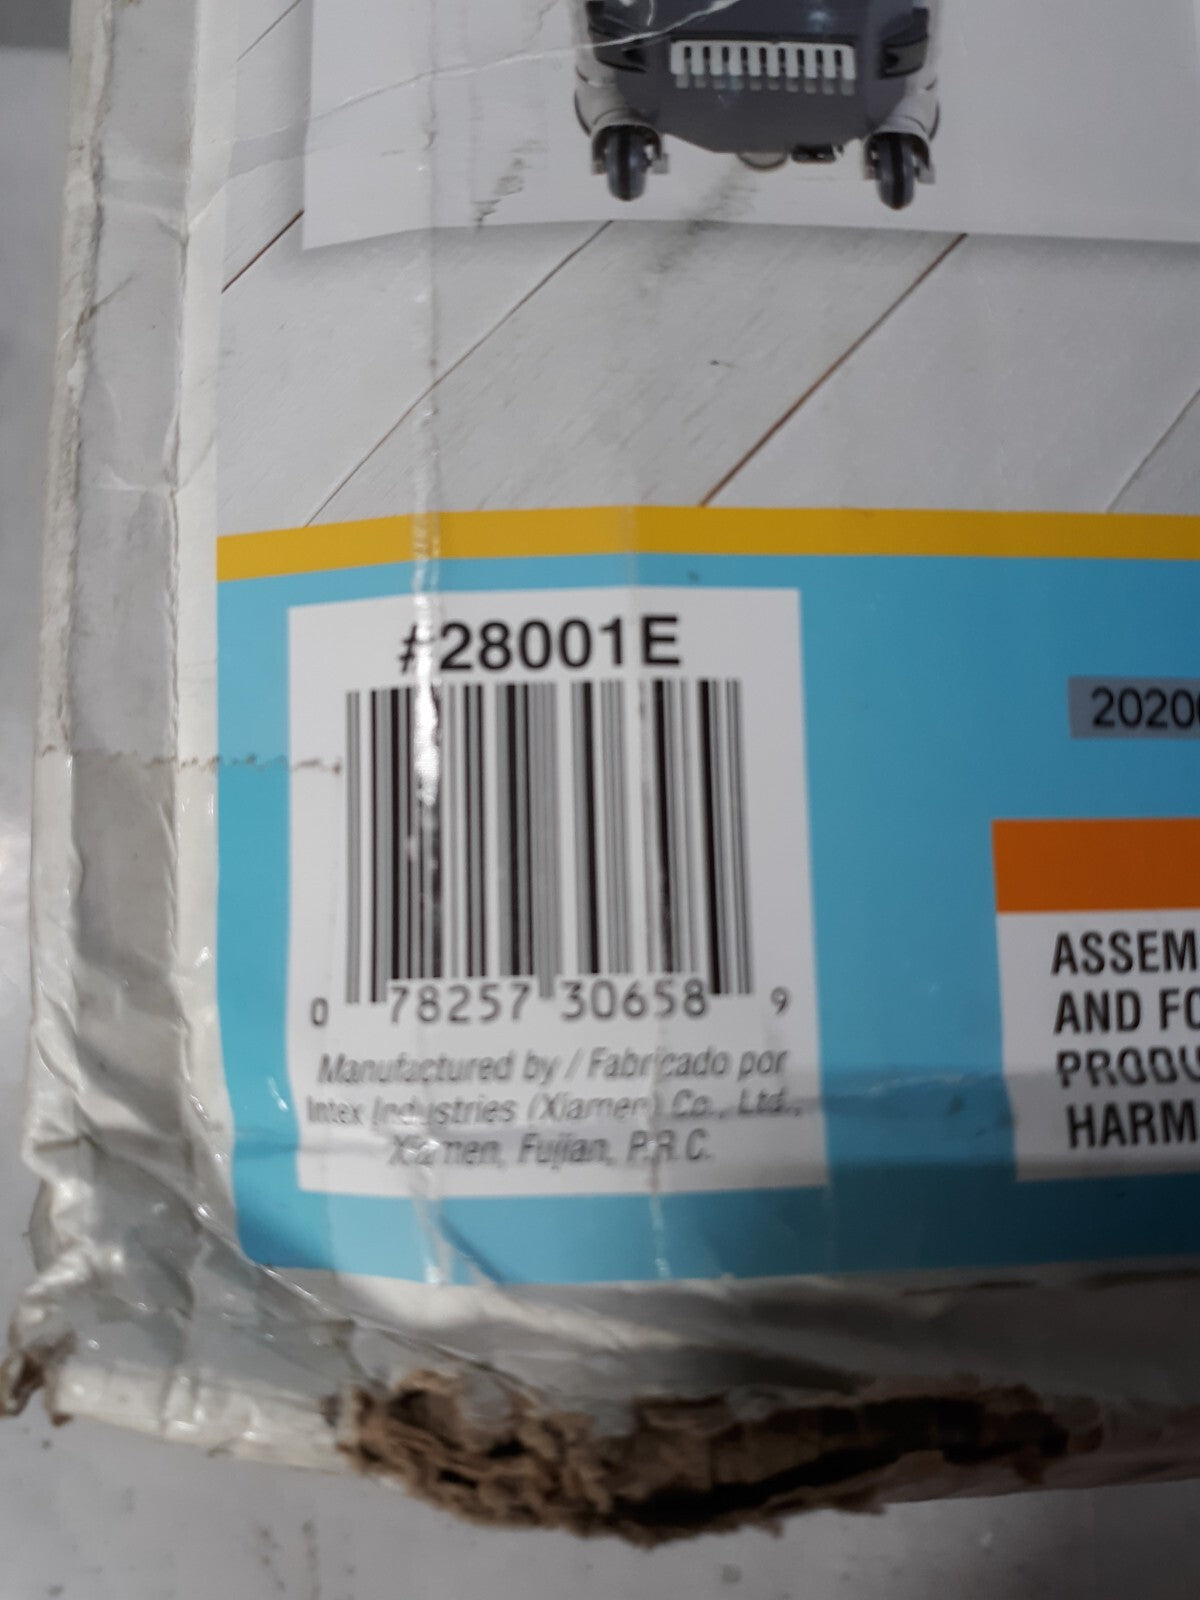 #28001E
2020
0 78257 30658 9
Manufactured by / Fabricado por
Intex Industries (Xiamen) Co., Ltd.,
Xiamen, Fujian, P.R.C.
ASSEM
AND FO
PRODU
HARM